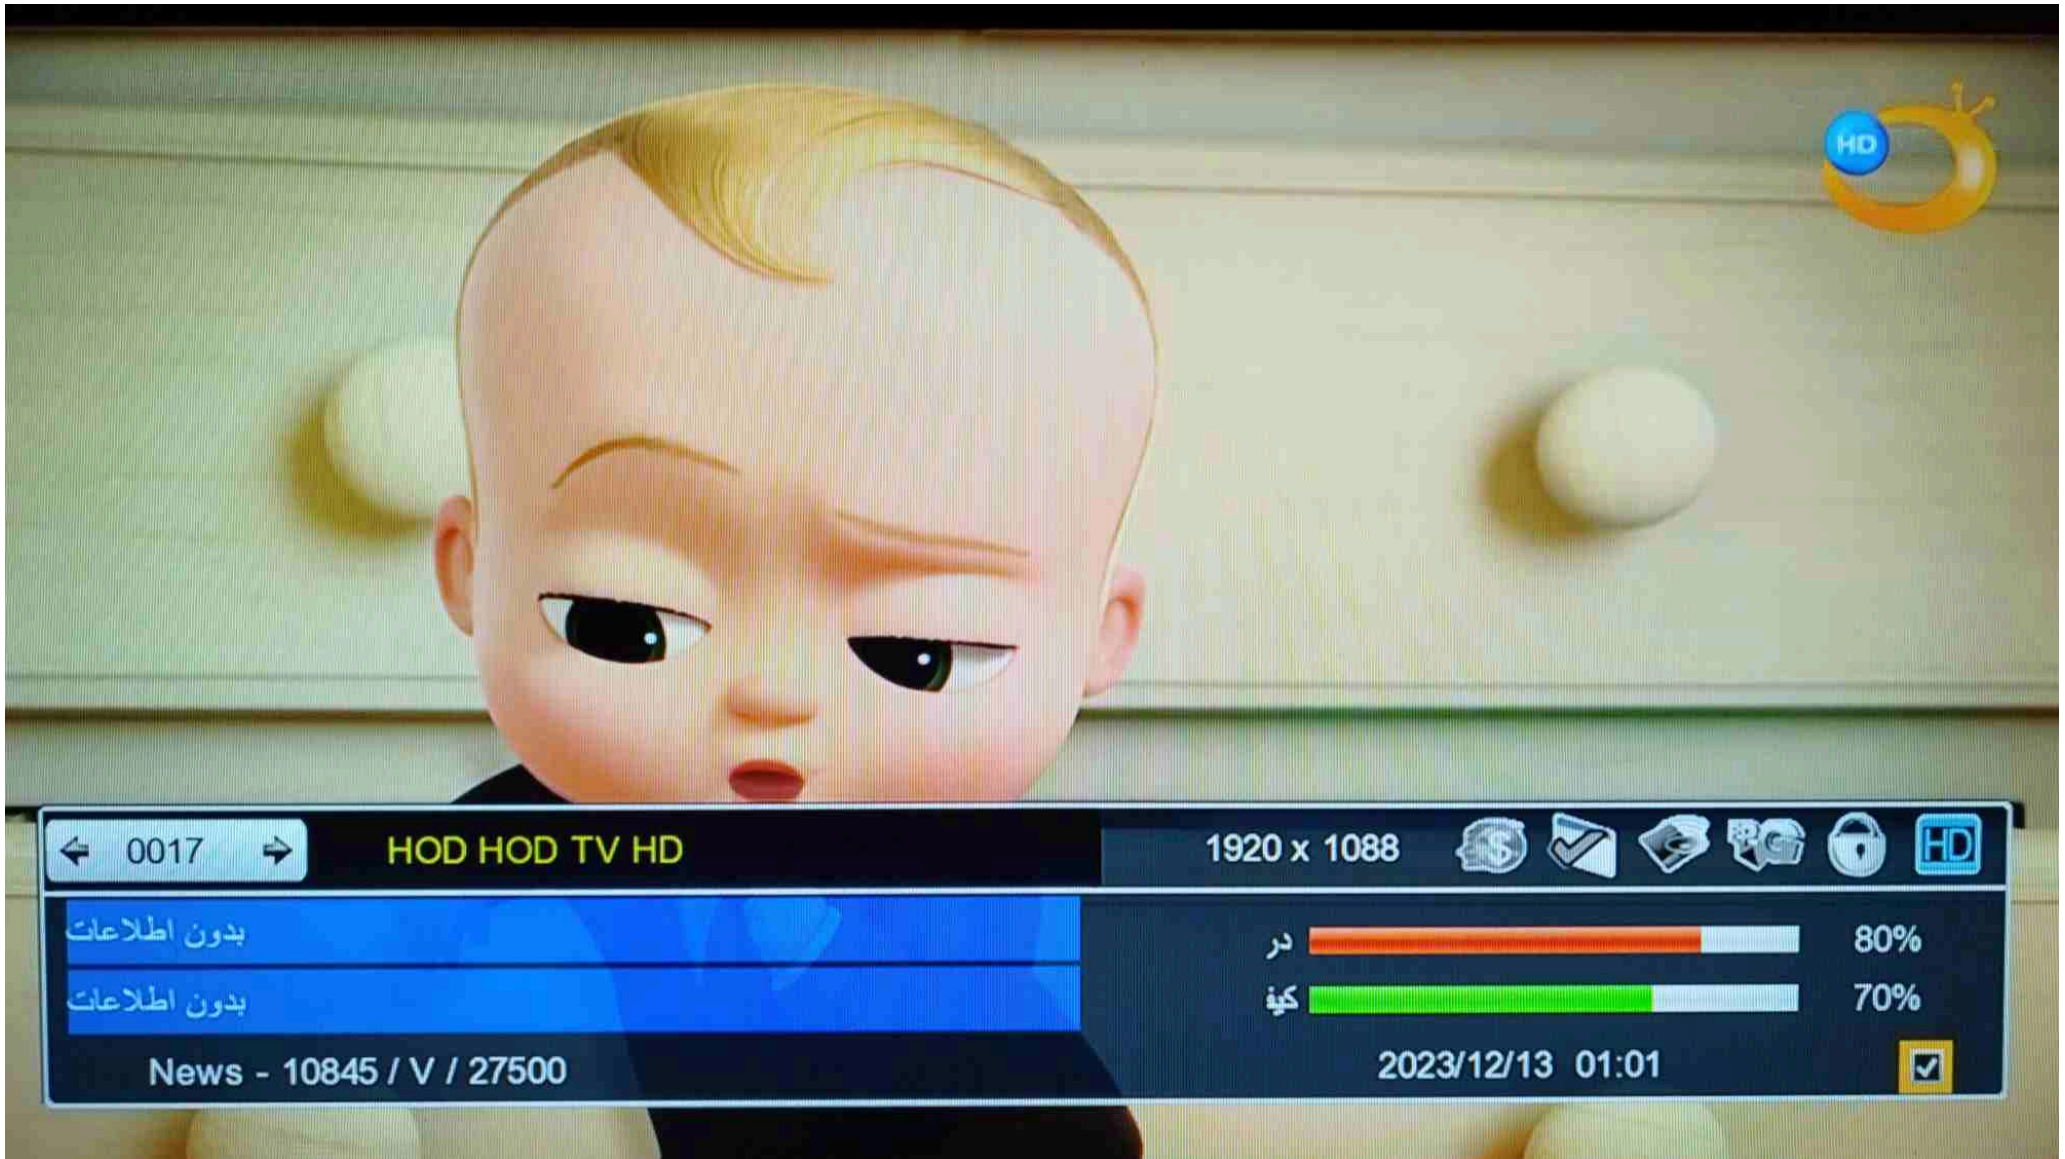 HD
0017 HOD HOD TV HD 1920 x 1088 HD
بدون اطلاعات در 80%
بدون اطلاعات کیف 70%
News - 10845 / V / 27500 2023/12/13 01:01